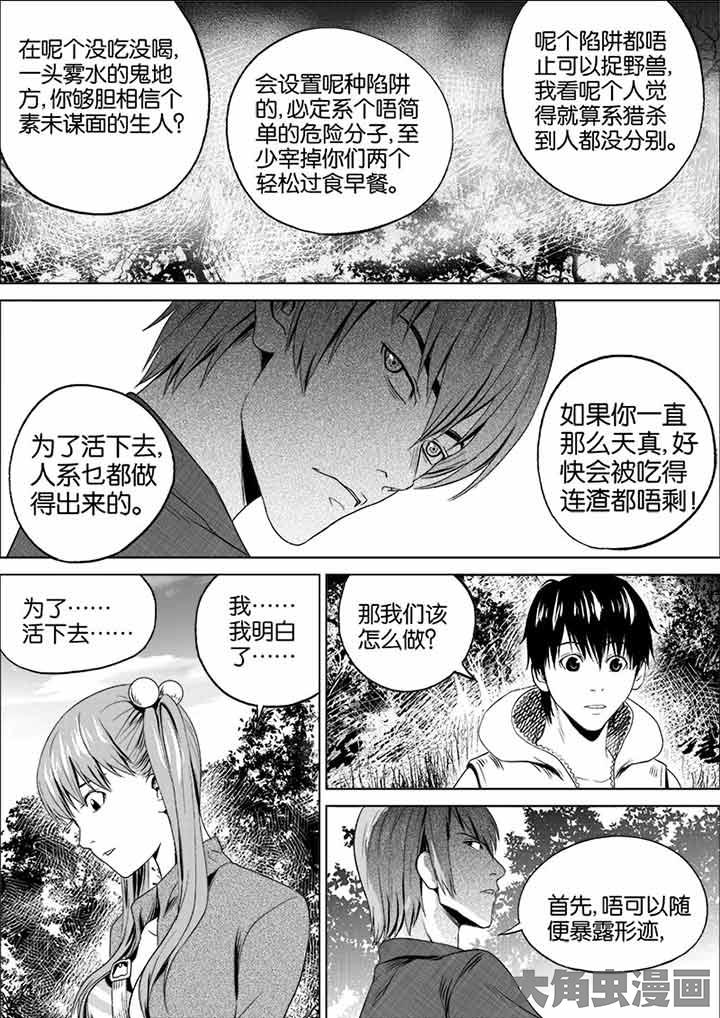 在呢个没吃没喝,
一头雾水的鬼地
方,你够胆相信个
素未谋面的生人?
会设置呢种陷阱
的,必定系个唔简
单的危险分子,至
少宰掉你们两个
轻松过食早餐。
呢个陷阱都唔
止可以捉野兽,
我看呢个人觉
得就算系猎杀
到人都没分别。
为了活下去,
人系乜都做
得出来的。
如果你一直
那么天真,好
快会被吃得
连渣都唔剩!
为了……
活下去……
我……
我明白
了……
那我们该
怎么做?
首先,唔可以随
便暴露形迹,
大角虫漫画